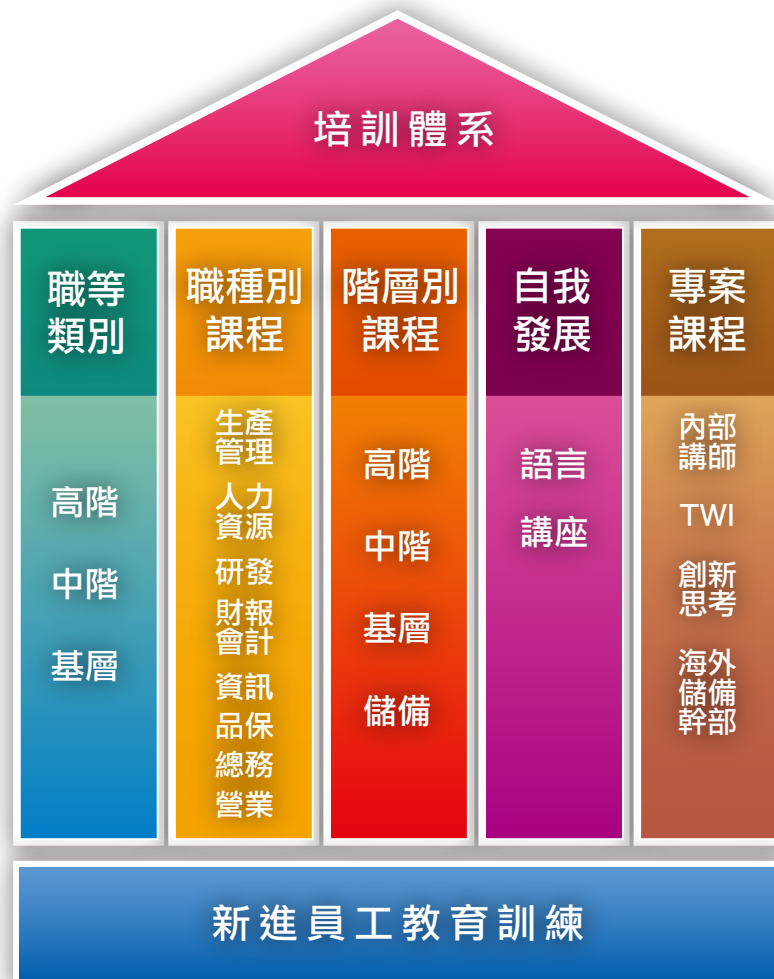 培訓體系
職等
類別
高階
中階
基層
職種別
課程
生產
管理
人力
資源
研發
財報
會計
資訊
品保
總務
營業
階層別
課程
高階
中階
基層
儲備
自我
發展
語言
講座
專案
課程
內部
講師
TWI
創新
思考
海外
儲備
幹部
新進員工教育訓練